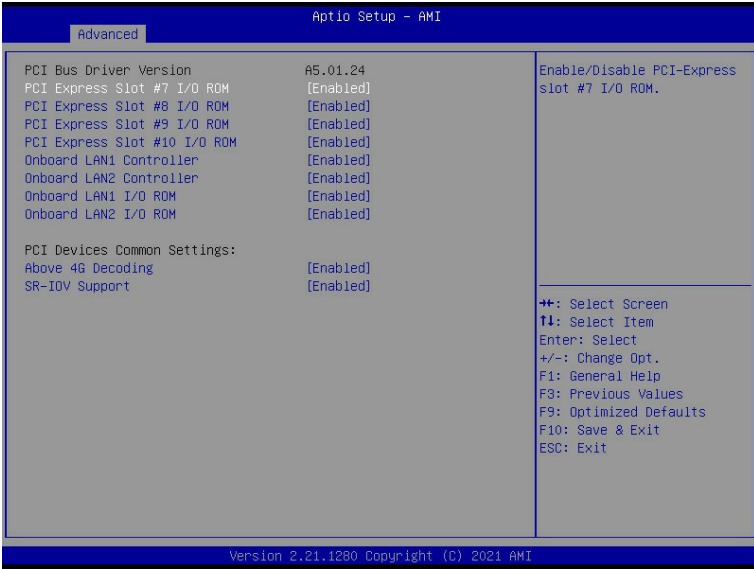 Aptio Setup – AMI
Advanced
PCI Bus Driver Version A5.01.24
PCI Express Slot #7 I/O ROM [Enabled]
PCI Express Slot #8 I/O ROM [Enabled]
PCI Express Slot #9 I/O ROM [Enabled]
PCI Express Slot #10 I/O ROM [Enabled]
Onboard LAN1 Controller [Enabled]
Onboard LAN2 Controller [Enabled]
Onboard LAN1 I/O ROM [Enabled]
Onboard LAN2 I/O ROM [Enabled]
PCI Devices Common Settings:
Above 4G Decoding [Enabled]
SR-IOV Support [Enabled]
Enable/Disable PCI-Express
slot #7 I/O ROM.
→←: Select Screen
↑↓: Select Item
Enter: Select
+/-: Change Opt.
F1: General Help
F3: Previous Values
F9: Optimized Defaults
F10: Save & Exit
ESC: Exit
Version 2.21.1280 Copyright (C) 2021 AMI